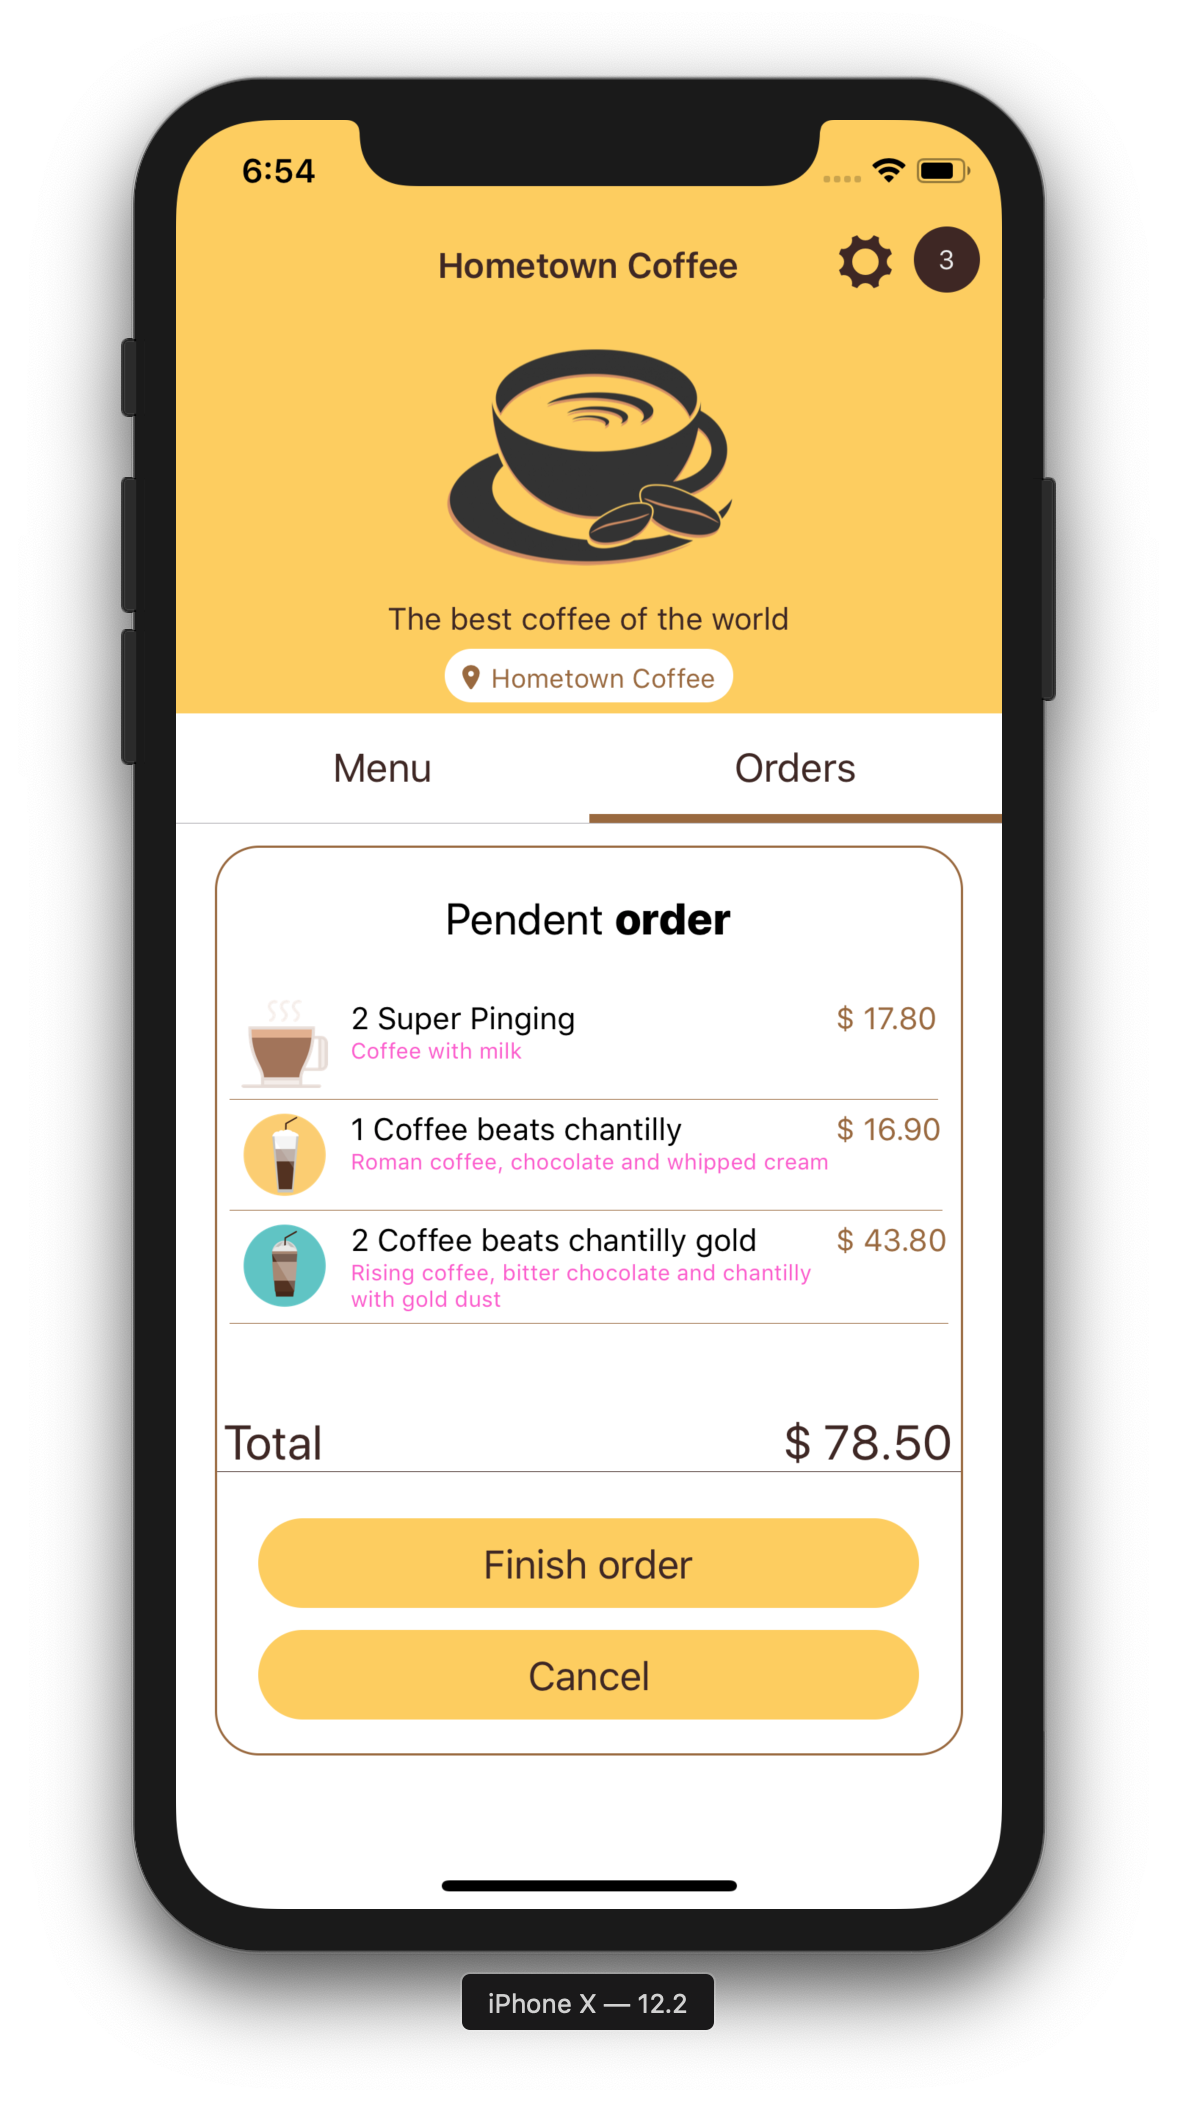 6:54
Hometown Coffee
3
The best coffee of the world
Hometown Coffee
Menu
Orders
Pendent order
2 Super Pinging $ 17.80
Coffee with milk
1 Coffee beats chantilly $ 16.90
Roman coffee, chocolate and whipped cream
2 Coffee beats chantilly gold $ 43.80
Rising coffee, bitter chocolate and chantilly
with gold dust
Total $ 78.50
Finish order
Cancel
iPhone X — 12.2